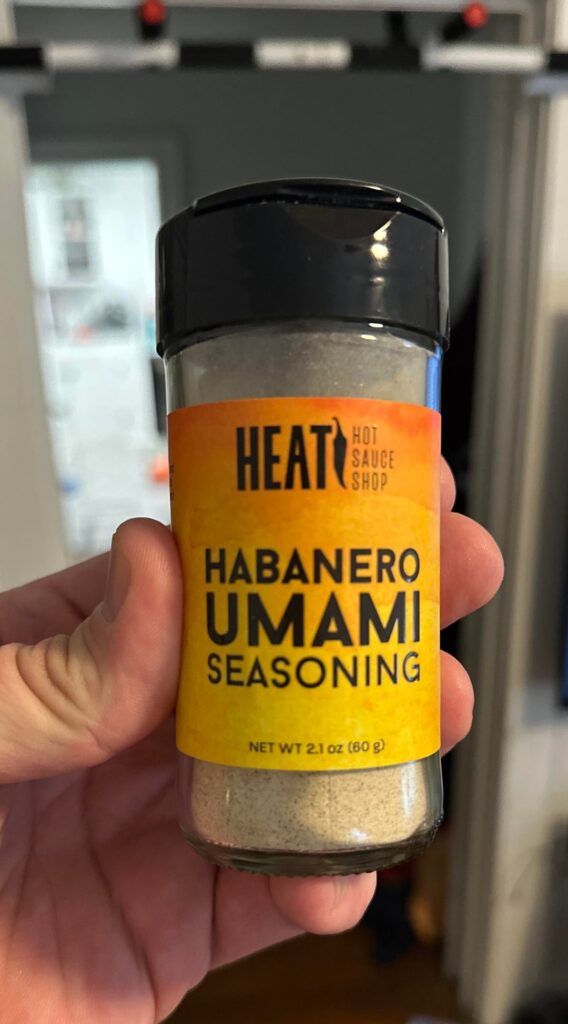 HEAT HOT
SAUCE
SHOP
HABANERO
UMAMI
SEASONING
NET WT 2.1 oz (60 g)